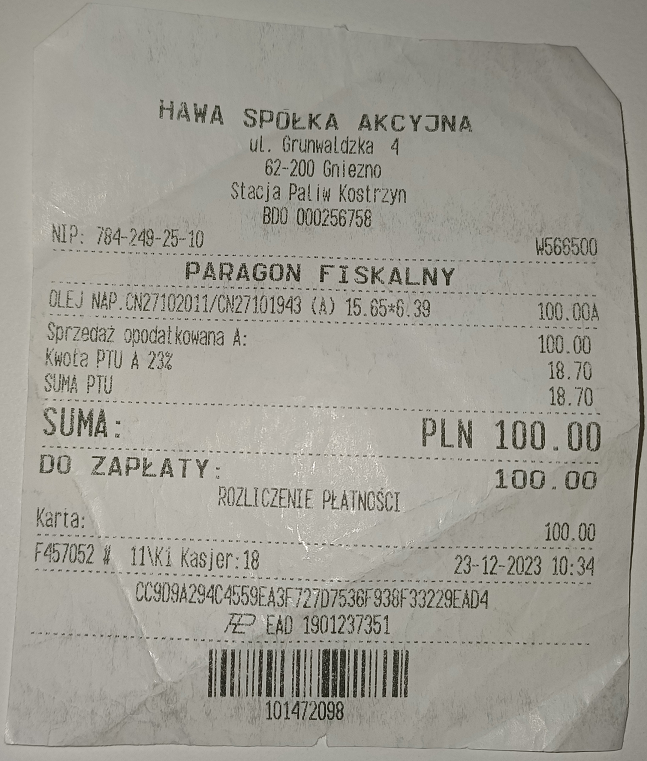 HAWA SPÓŁKA AKCYJNA
ul. Grunwaldzka 4
62-200 Gniezno
Stacja Paliw Kostrzyn
BDO 000256758
NIP: 784-249-25-10 W566500
PARAGON FISKALNY
OLEJ NAP.CN27102011/CN27101943 (A) 15.65*6.39 100.00A
Sprzedaż opodatkowana A: 100.00
Kwota PTU A 23% 18.70
SUMA PTU 18.70
SUMA: PLN 100.00
DO ZAPŁATY: 100.00
ROZLICZENIE PŁATNOŚCI
Karta: 100.00
F457052 # 11\K1 Kasjer:18 23-12-2023 10:34
CC9D9A294C4559EA3F727D7536F938F33229EAD4
EAD 1901237351
101472098